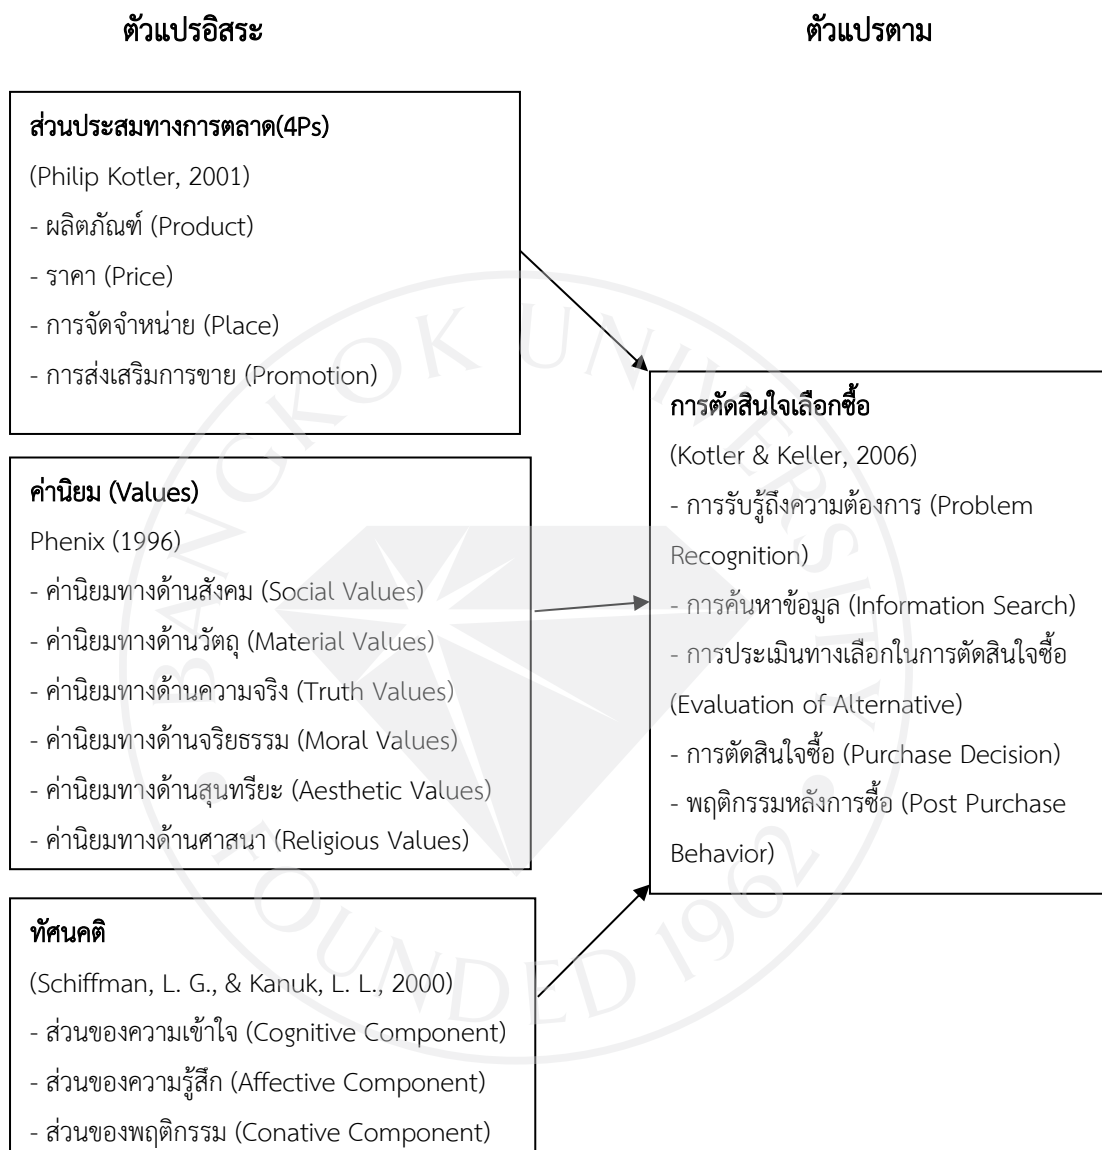 ตัวแปรอิสระ
ตัวแปรตาม
ส่วนประสมทางการตลาด(4Ps)
(Philip Kotler, 2001)
- ผลิตภัณฑ์ (Product)
- ราคา (Price)
- การจัดจำหน่าย (Place)
- การส่งเสริมการขาย (Promotion)
ค่านิยม (Values)
Phenix (1996)
- ค่านิยมทางด้านสังคม (Social Values)
- ค่านิยมทางด้านวัตถุ (Material Values)
- ค่านิยมทางด้านความจริง (Truth Values)
- ค่านิยมทางด้านจริยธรรม (Moral Values)
- ค่านิยมทางด้านสุนทรียะ (Aesthetic Values)
- ค่านิยมทางด้านศาสนา (Religious Values)
ทัศนคติ
(Schiffman, L. G., & Kanuk, L. L., 2000)
- ส่วนของความเข้าใจ (Cognitive Component)
- ส่วนของความรู้สึก (Affective Component)
- ส่วนของพฤติกรรม (Conative Component)
การตัดสินใจเลือกซื้อ
(Kotler & Keller, 2006)
- การรับรู้ถึงความต้องการ (Problem
Recognition)
- การค้นหาข้อมูล (Information Search)
- การประเมินทางเลือกในการตัดสินใจซื้อ
(Evaluation of Alternative)
- การตัดสินใจซื้อ (Purchase Decision)
- พฤติกรรมหลังการซื้อ (Post Purchase
Behavior)
BANGKOK UNIVERSITY
FOUNDED 1962